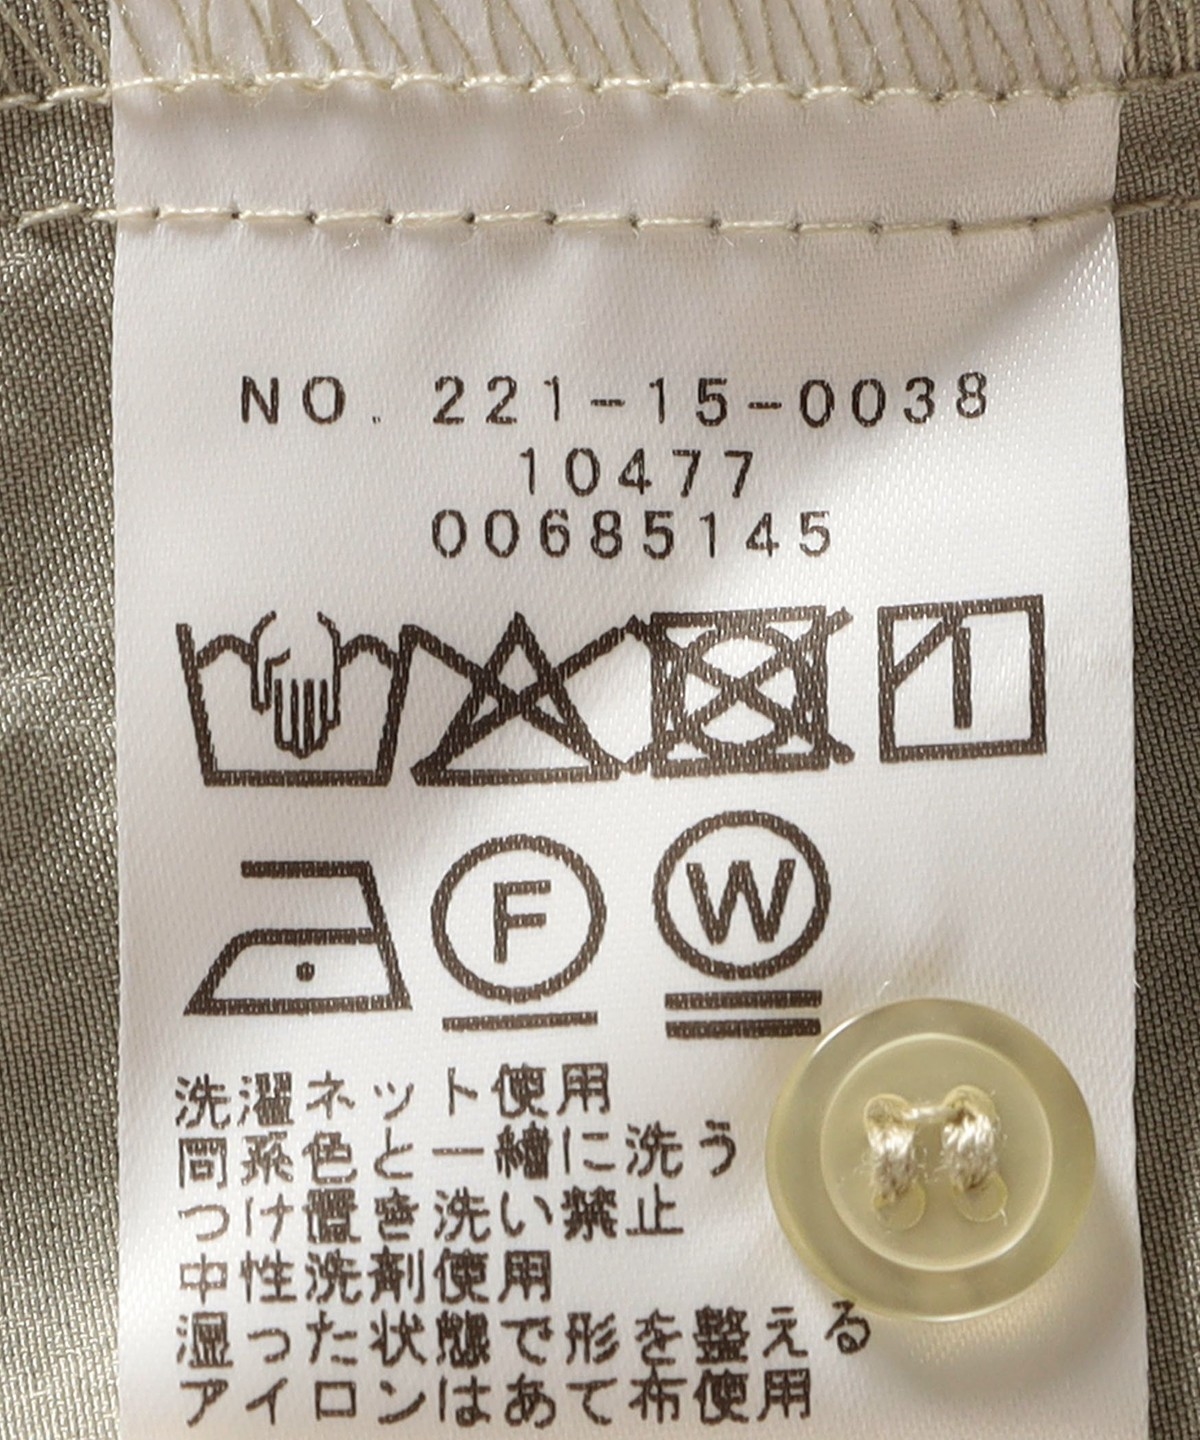 NO. 221-15-0038
10477
00685145
F W
洗濯ネット使用
同系色と一緒に洗う
つけ置き洗い禁止
中性洗剤使用
湿った状態で形を整える
アイロンはあて布使用